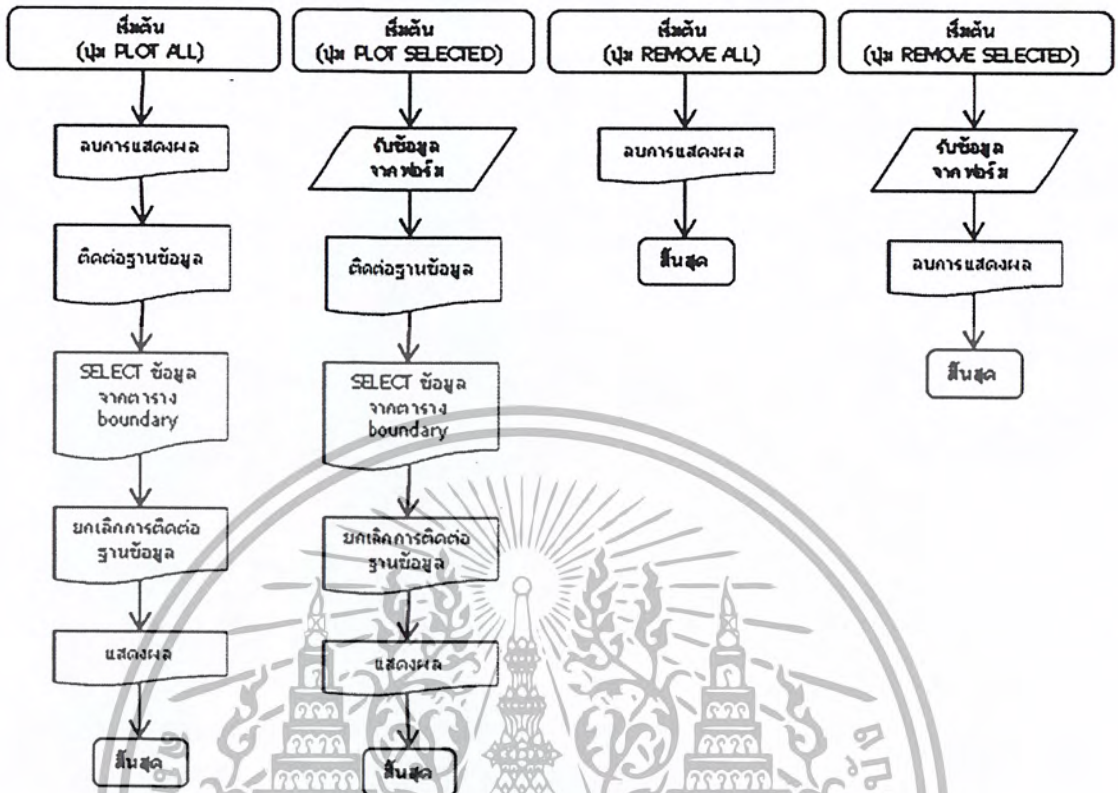 เริ่มต้น
(ปุ่ม PLOT ALL)
ลบการแสดงผล
ติดต่อฐานข้อมูล
SELECT ข้อมูล
จากตาราง
boundary
ยกเลิกการติดต่อ
ฐานข้อมูล
แสดงผล
สิ้นสุด
เริ่มต้น
(ปุ่ม PLOT SELECTED)
รับข้อมูล
จากฟอร์ม
ติดต่อฐานข้อมูล
SELECT ข้อมูล
จากตาราง
boundary
ยกเลิกการติดต่อ
ฐานข้อมูล
แสดงผล
สิ้นสุด
เริ่มต้น
(ปุ่ม REMOVE ALL)
ลบการแสดงผล
สิ้นสุด
เริ่มต้น
(ปุ่ม REMOVE SELECTED)
รับข้อมูล
จากฟอร์ม
ลบการแสดงผล
สิ้นสุด